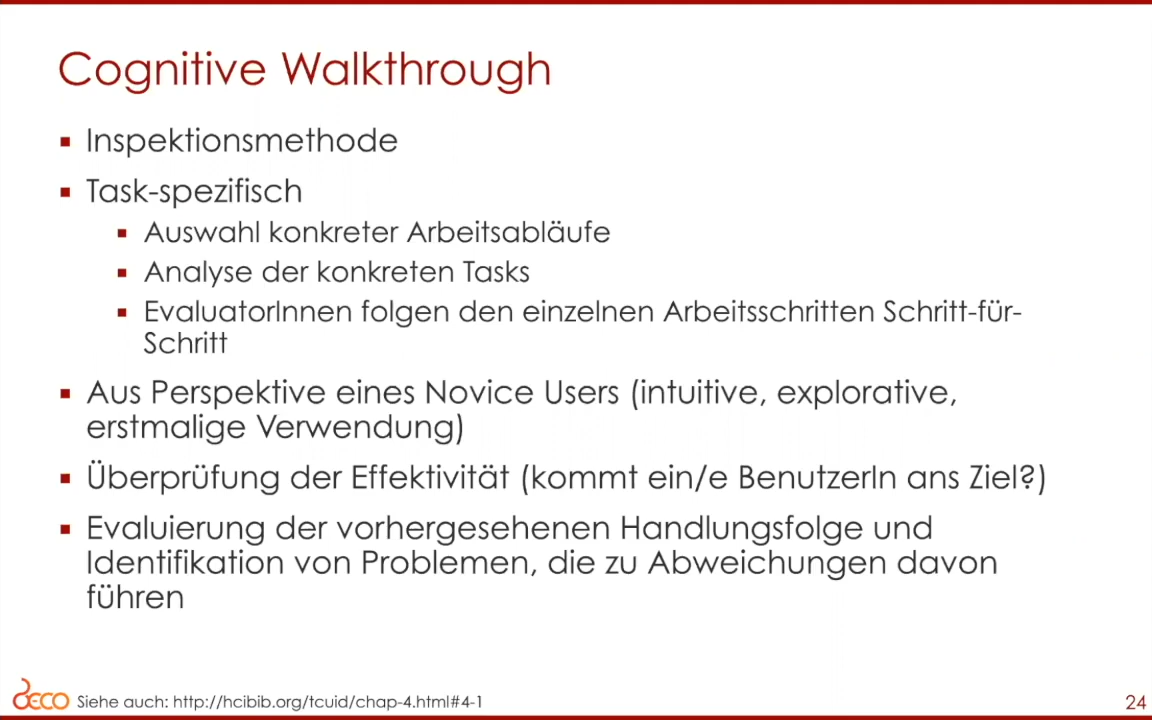 Cognitive Walkthrough
▪ Inspektionsmethode
▪ Task-spezifisch
▪ Auswahl konkreter Arbeitsabläufe
▪ Analyse der konkreten Tasks
▪ EvaluatorInnen folgen den einzelnen Arbeitsschritten Schritt-für-
Schritt
▪ Aus Perspektive eines Novice Users (intuitive, explorative,
erstmalige Verwendung)
▪ Überprüfung der Effektivität (kommt ein/e BenutzerIn ans Ziel?)
▪ Evaluierung der vorhergesehenen Handlungsfolge und
Identifikation von Problemen, die zu Abweichungen davon
führen
DECO Siehe auch: http://hcibib.org/tcuid/chap-4.html#4-1
24